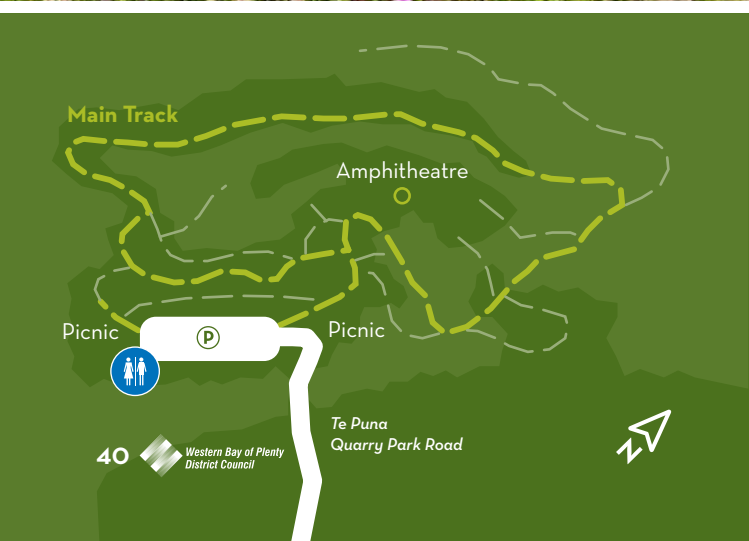 Main Track
Amphitheatre
Picnic
P
Picnic
Te Puna
Quarry Park Road
40
Western Bay of Plenty
District Council
N